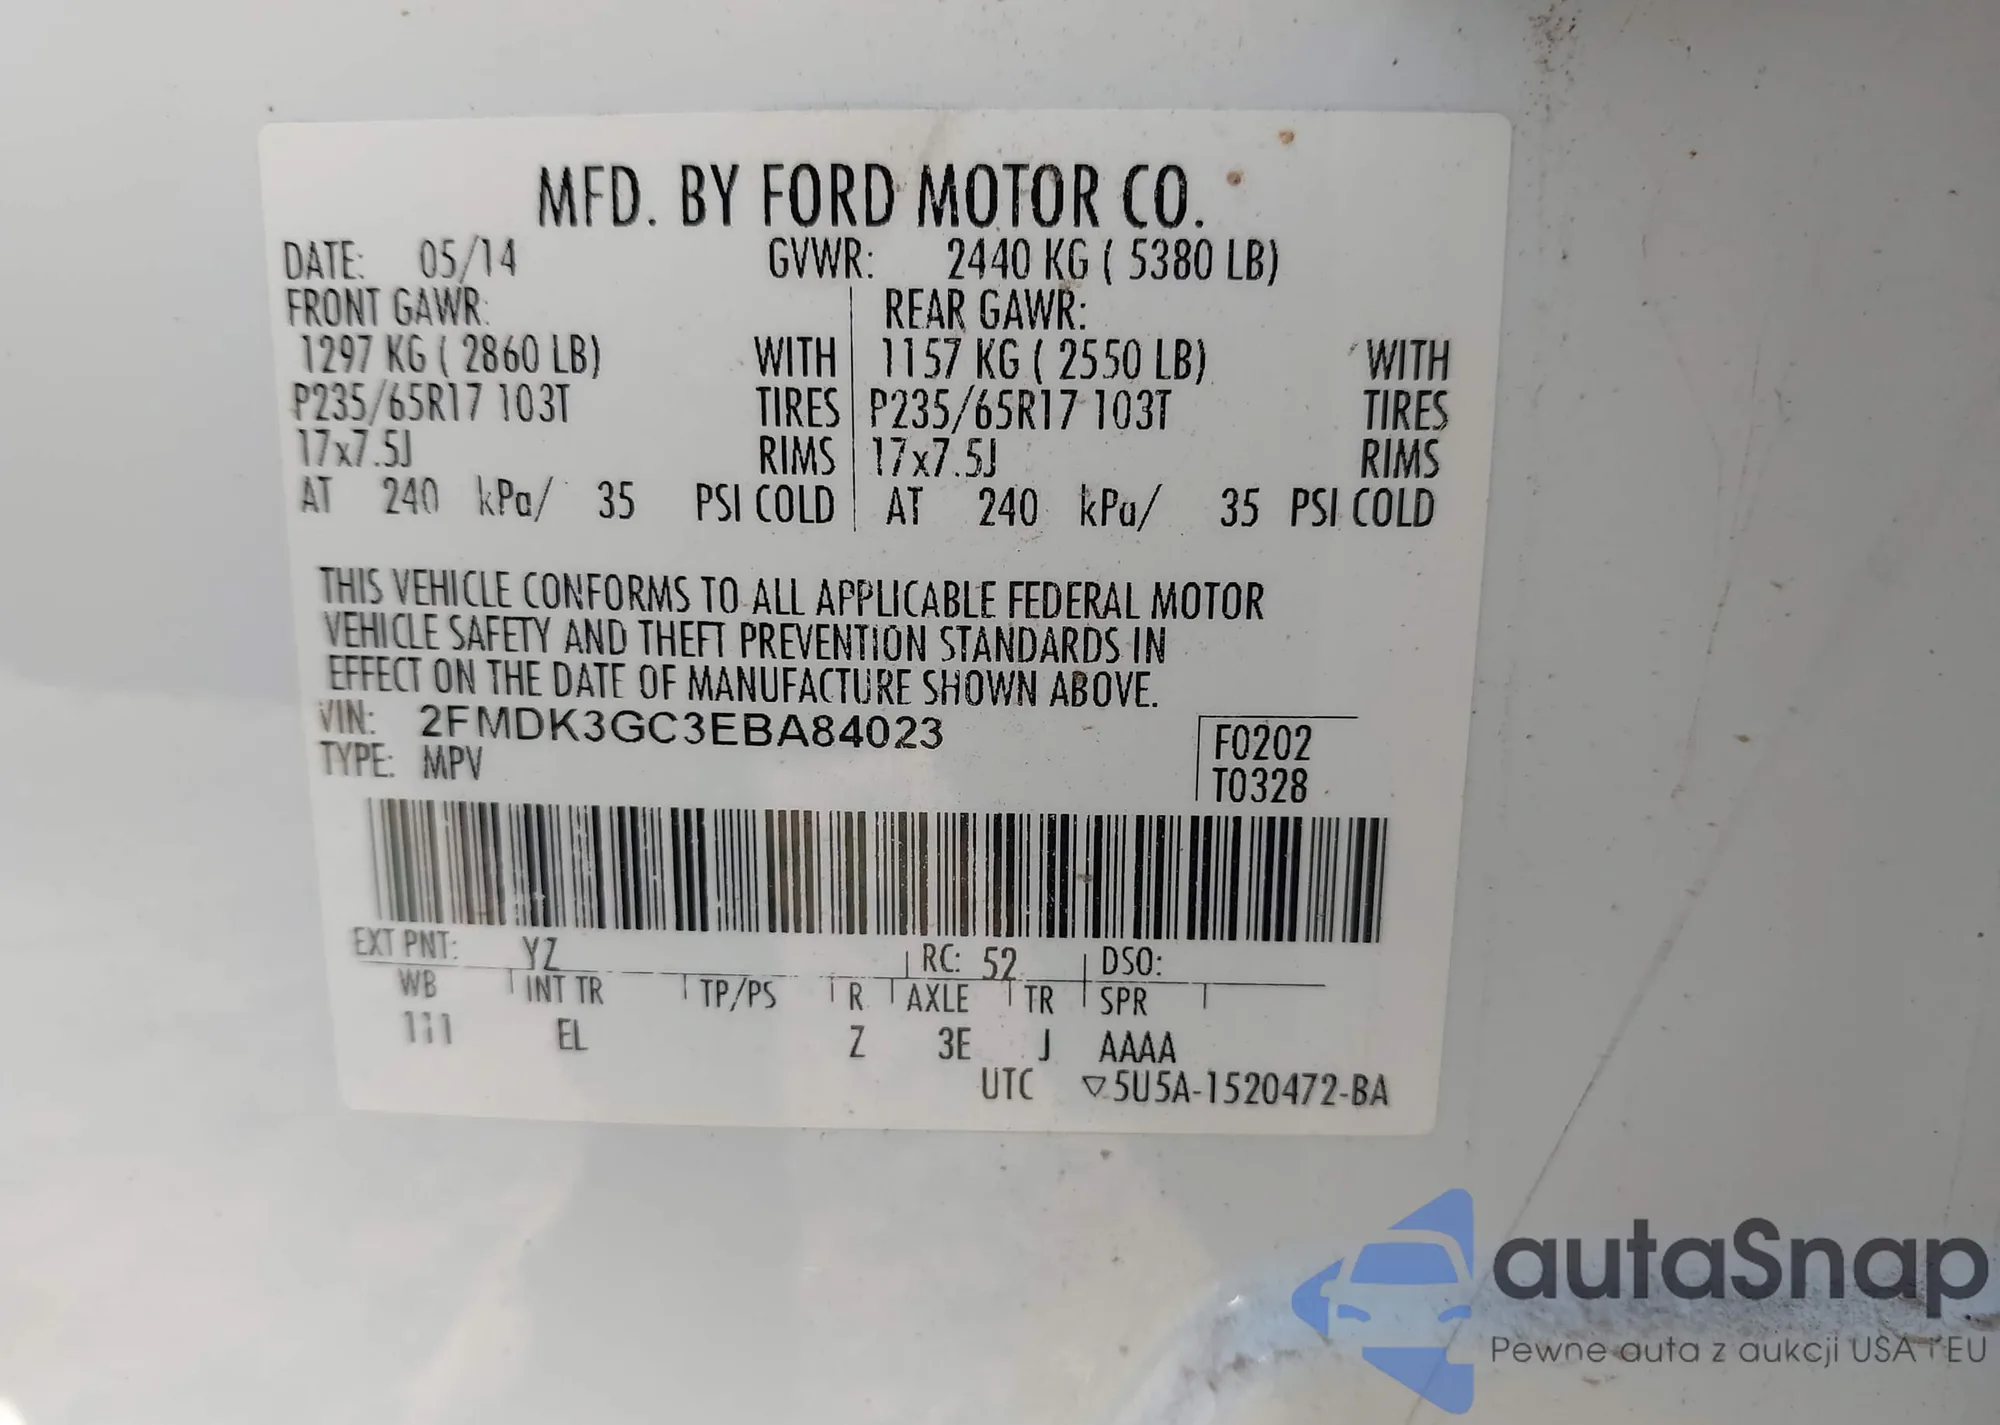 MFD. BY FORD MOTOR CO.
DATE: 05/14 GVWR: 2440 KG ( 5380 LB)
FRONT GAWR: REAR GAWR:
1297 KG ( 2860 LB) WITH 1157 KG ( 2550 LB) WITH
P235/65R17 103T TIRES P235/65R17 103T TIRES
17x7.5J RIMS 17x7.5J RIMS
AT 240 kPa/ 35 PSI COLD AT 240 kPa/ 35 PSI COLD
THIS VEHICLE CONFORMS TO ALL APPLICABLE FEDERAL MOTOR
VEHICLE SAFETY AND THEFT PREVENTION STANDARDS IN
EFFECT ON THE DATE OF MANUFACTURE SHOWN ABOVE.
VIN: 2FMDK3GC3EBA84023 F0202
TYPE: MPV T0328
EXT PNT: YZ RC: 52 DSO:
WB INT TR TP/PS R AXLE TR SPR
111 EL Z 3E J AAAA
UTC ▽5U5A-1520472-BA
autaSnap
Pewne auta z aukcji USA i EU